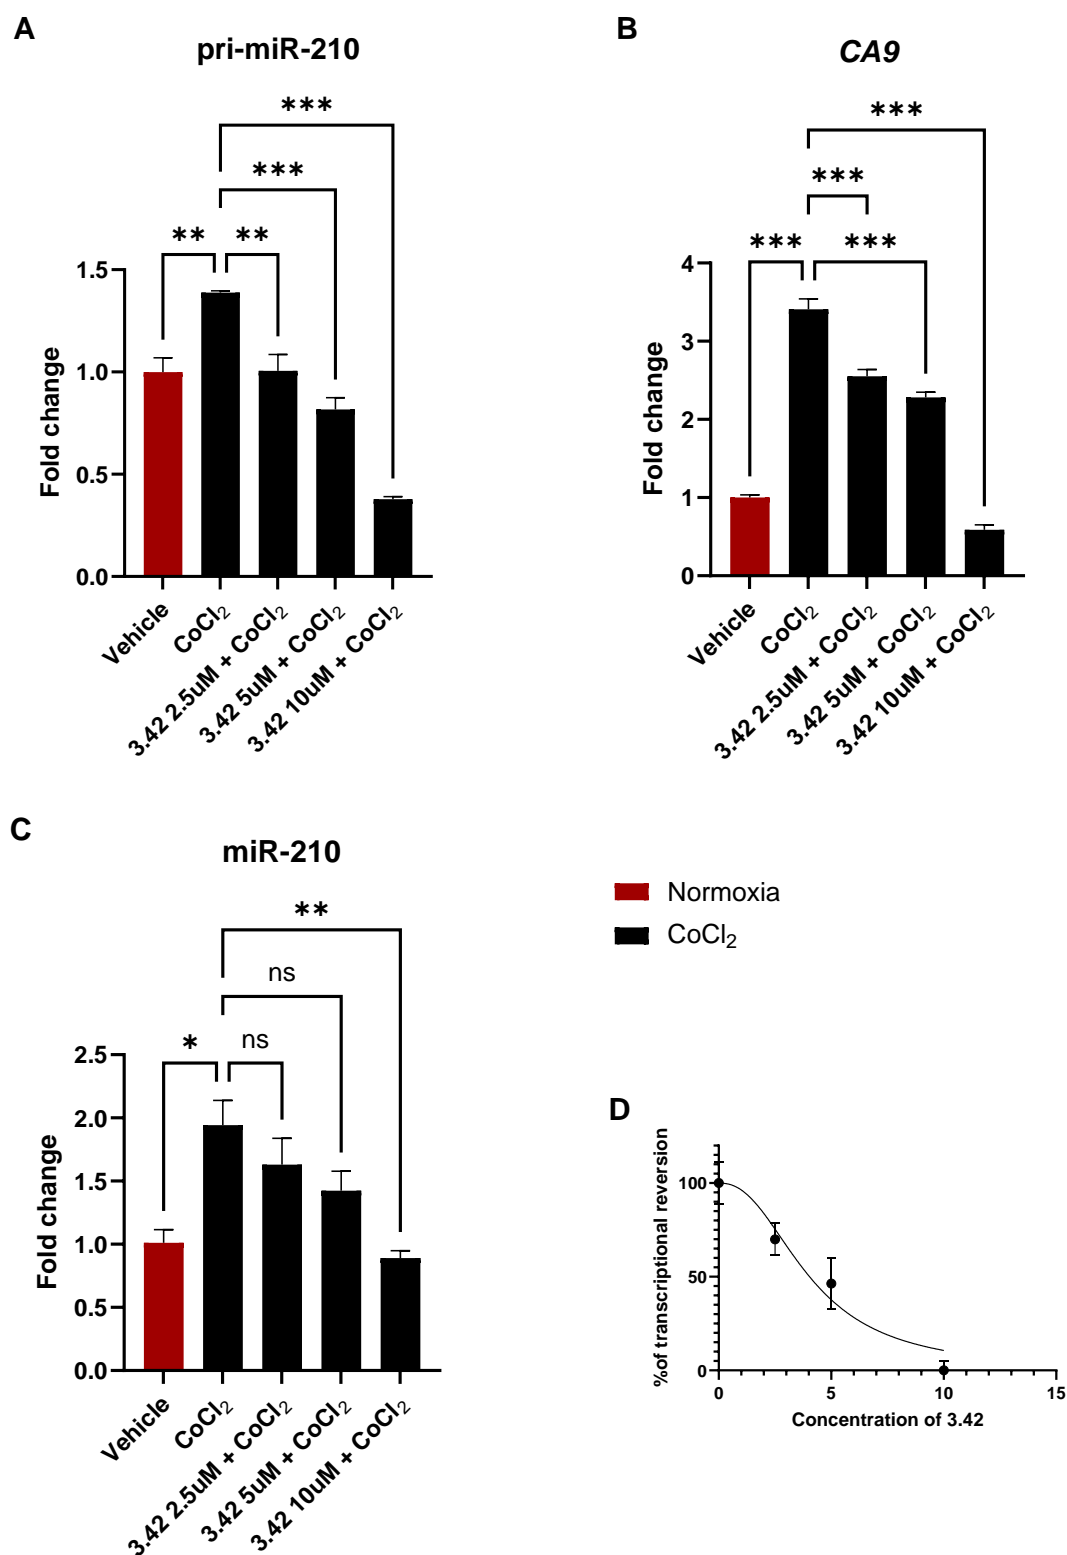 A
pri-miR-210
***
***
** **
1.5
1.0
0.5
0.0
Fold change
Vehicle
CoCl2
3.42 2.5uM + CoCl2
3.42 5uM + CoCl2
3.42 10uM + CoCl2
B
CA9
***
***
*** ***
4
3
2
1
0
Fold change
Vehicle
CoCl2
3.42 2.5uM + CoCl2
3.42 5uM + CoCl2
3.42 10uM + CoCl2
C
miR-210
**
ns
* ns
2.5
2.0
1.5
1.0
0.5
0.0
Fold change
Vehicle
CoCl2
3.42 2.5uM + CoCl2
3.42 5uM + CoCl2
3.42 10uM + CoCl2
Normoxia
CoCl2
D
100
50
0
%of transcriptional reversion
0 5 10 15
Concentration of 3.42